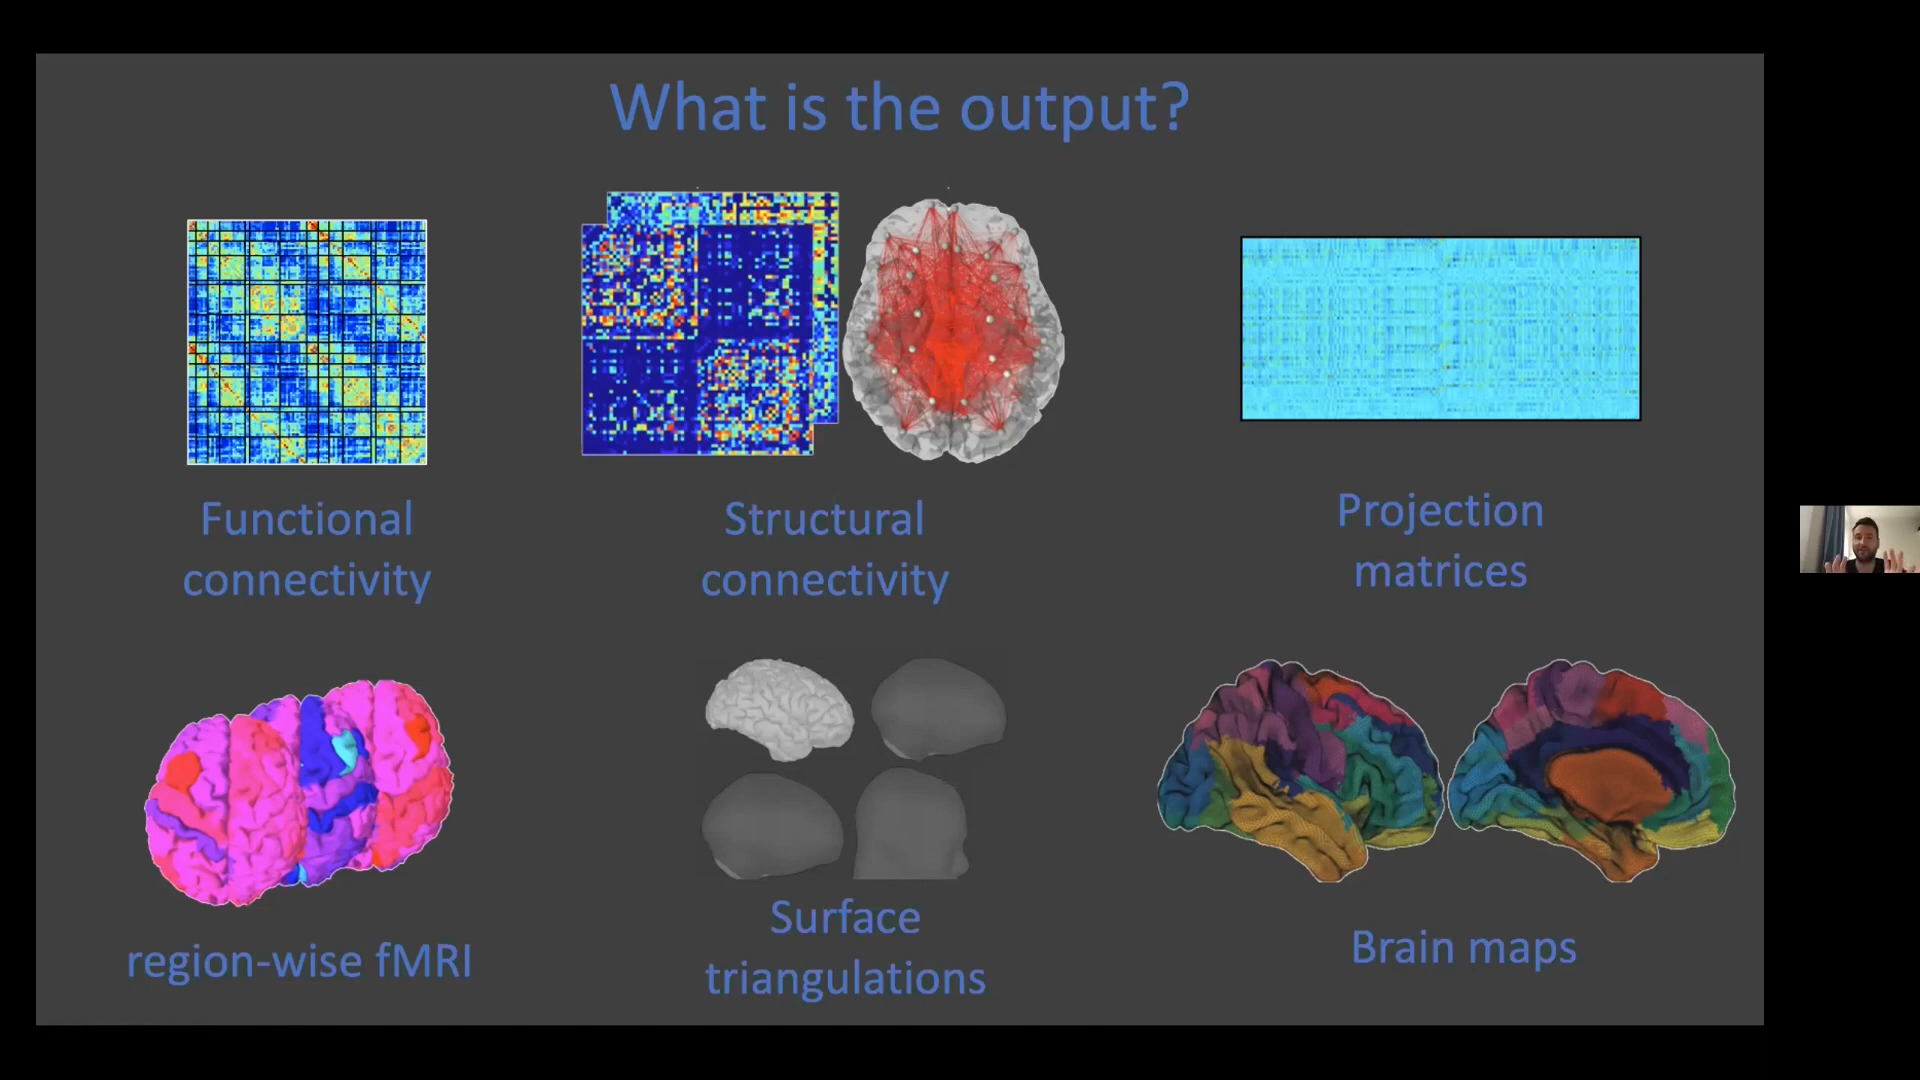 What is the output?
Functional
connectivity
Structural
connectivity
Projection
matrices
region-wise fMRI
Surface
triangulations
Brain maps